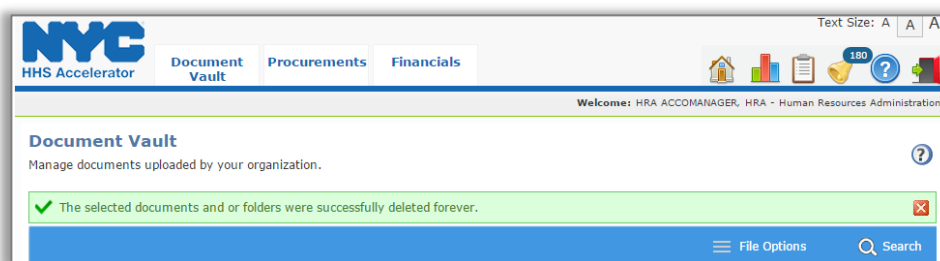 Text Size: A A A
NYC
HHS Accelerator
Document Vault
Procurements
Financials
180
?
Welcome: HRA ACCOMANAGER, HRA - Human Resources Administration
Document Vault
Manage documents uploaded by your organization.
?
The selected documents and or folders were successfully deleted forever.
File Options
Search